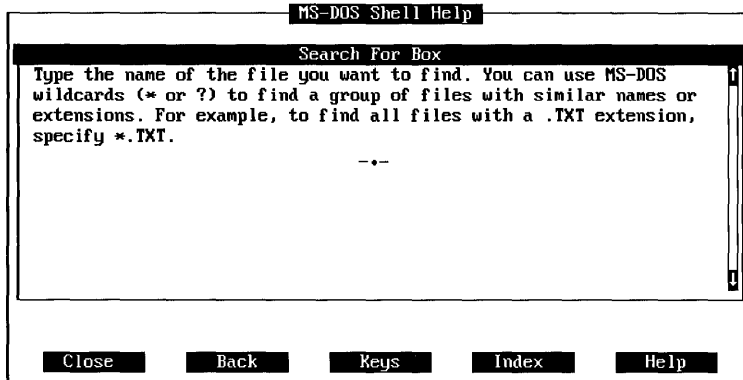 MS-DOS Shell Help
Search For Box
Type the name of the file you want to find. You can use MS-DOS
wildcards (* or ?) to find a group of files with similar names or
extensions. For example, to find all files with a .TXT extension,
specify *.TXT.
-•-
↑
↓
Close Back Keys Index Help